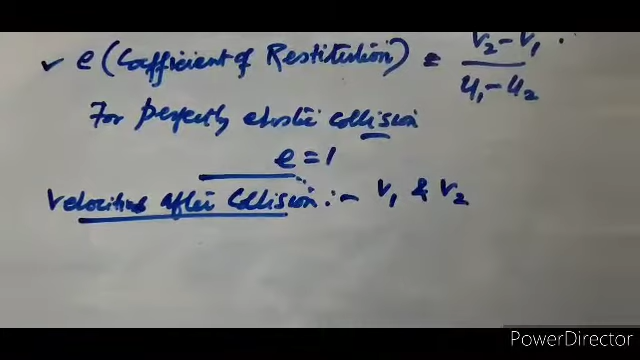 ✓ e (Coefficient of Restitution) = V₂-V₁ / u₁-u₂
For perfectly elastic collision
e = 1
Velocities after Collision :- V₁ & V₂
PowerDirector